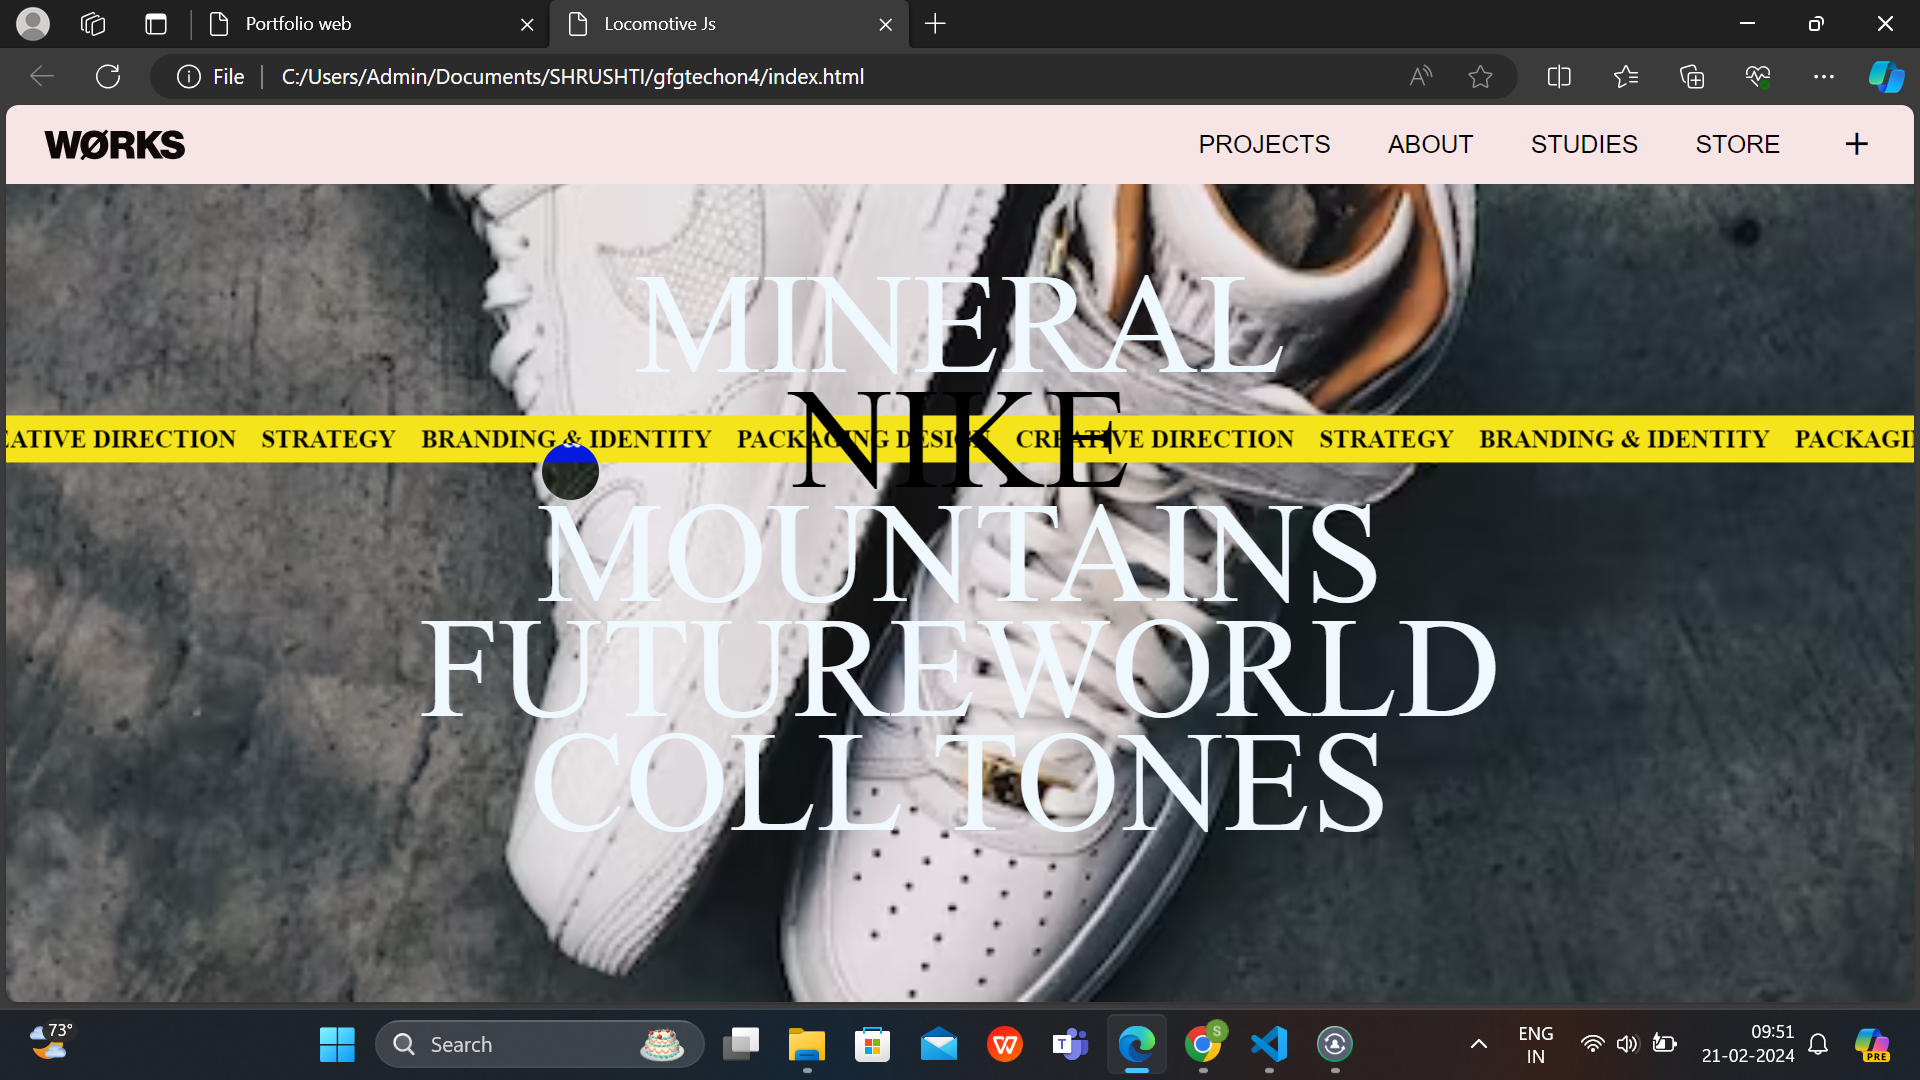 Portfolio web
Locomotive Js
File
C:/Users/Admin/Documents/SHRUSHTI/gfgtechon4/index.html
WØRKS
PROJECTS ABOUT STUDIES STORE +
MINERAL
NIKE
EATIVE DIRECTION STRATEGY BRANDING & IDENTITY PACKAGING DESIGN CREATIVE DIRECTION STRATEGY BRANDING & IDENTITY PACKAGI
MOUNTAINS
FUTUREWORLD
COLL TONES
73°
Search
S
T
W
ENG
IN
09:51
21-02-2024
PRE